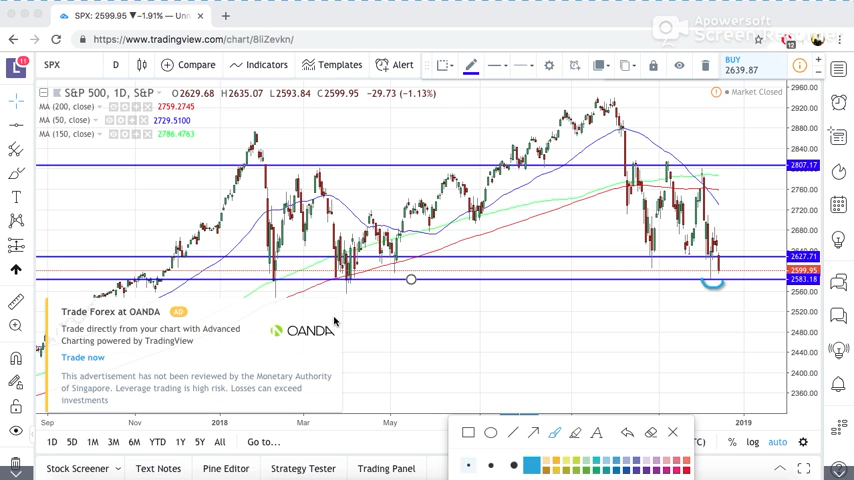 SPX: 2599.95 ▼-1.91% — Unn
Apowersoft
Screen Recorder
https://www.tradingview.com/chart/8liZevkn/
12
11
SPX D Compare Indicators Templates Alert
BUY
2639.87
S&P 500, 1D, S&P O2629.68 H2635.07 L2593.84 C2599.95 -29.73 (-1.13%)
Market Closed
MA (200, close) 2759.2745
MA (50, close) 2729.5100
MA (150, close) 2786.4763
2960.00
2920.00
2880.00
2840.00
2807.17
2760.00
2720.00
2680.00
2640.00
2627.71
2599.95
2583.18
2560.00
2520.00
2480.00
2440.00
2400.00
2360.00
Trade Forex at OANDA AD
Trade directly from your chart with Advanced
Charting powered by TradingView
OANDA
Trade now
This advertisement has not been reviewed by the Monetary Authority
of Singapore. Leverage trading is high risk. Losses can exceed
investments
Sep Nov 2018 Mar May 2019
1D 5D 1M 3M 6M YTD 1Y 5Y All Go to...
TC) % log auto
A
Stock Screener Text Notes Pine Editor Strategy Tester Trading Panel